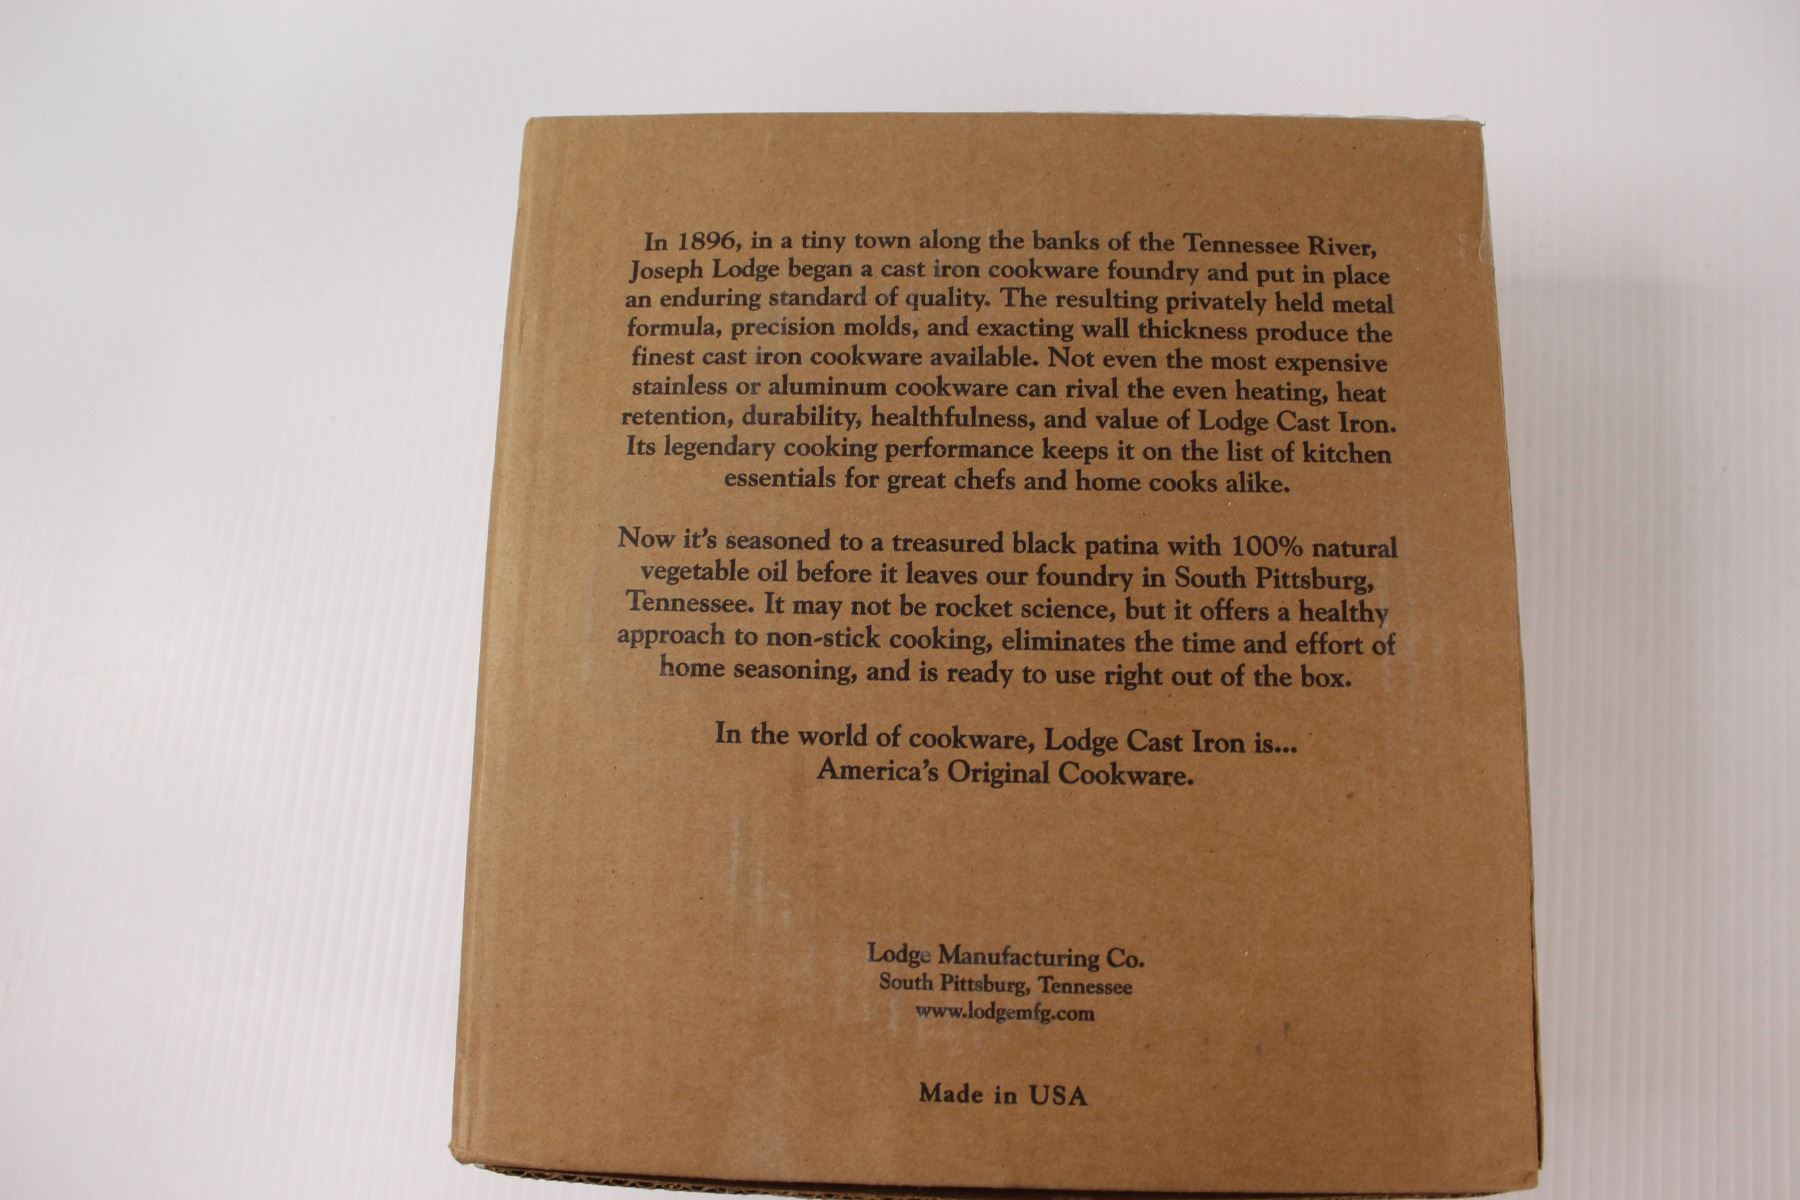 In 1896, in a tiny town along the banks of the Tennessee River,
Joseph Lodge began a cast iron cookware foundry and put in place
an enduring standard of quality. The resulting privately held metal
formula, precision molds, and exacting wall thickness produce the
finest cast iron cookware available. Not even the most expensive
stainless or aluminum cookware can rival the even heating, heat
retention, durability, healthfulness, and value of Lodge Cast Iron.
Its legendary cooking performance keeps it on the list of kitchen
essentials for great chefs and home cooks alike.
Now it's seasoned to a treasured black patina with 100% natural
vegetable oil before it leaves our foundry in South Pittsburg,
Tennessee. It may not be rocket science, but it offers a healthy
approach to non-stick cooking, eliminates the time and effort of
home seasoning, and is ready to use right out of the box.
In the world of cookware, Lodge Cast Iron is...
America's Original Cookware.
Lodge Manufacturing Co.
South Pittsburg, Tennessee
www.lodgemfg.com
Made in USA